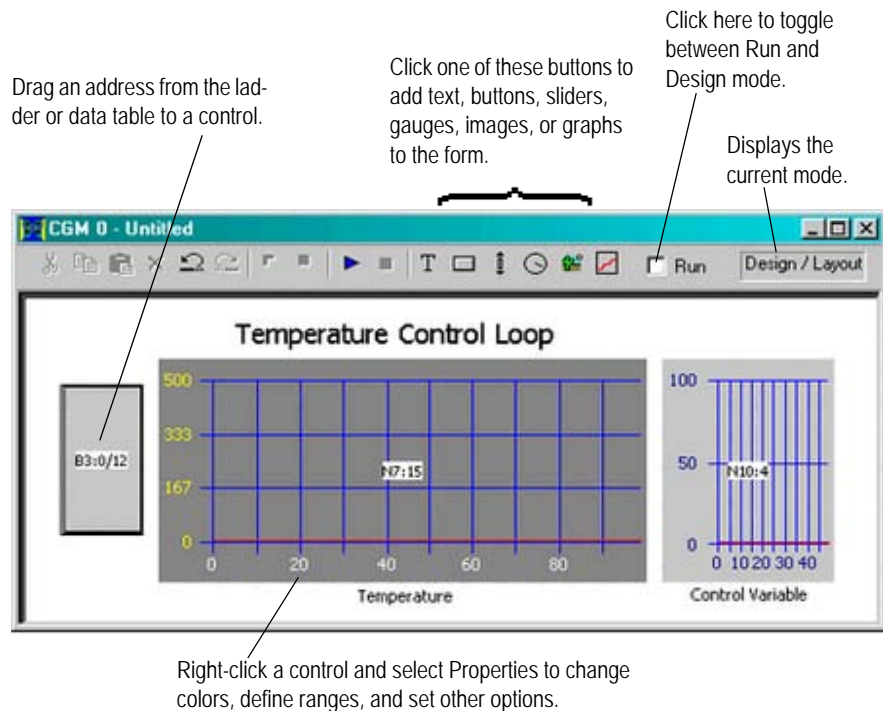 Click here to toggle
between Run and
Design mode.
Drag an address from the lad-
der or data table to a control.
Click one of these buttons to
add text, buttons, sliders,
gauges, images, or graphs
to the form.
Displays the
current mode.
CGM 0 - Untitled
T
Run
Design / Layout
Temperature Control Loop
B3:0/12
500
333
167
0
N7:15
0 20 40 60 80
Temperature
100
50
0
N10:4
0 10 20 30 40
Control Variable
Right-click a control and select Properties to change
colors, define ranges, and set other options.